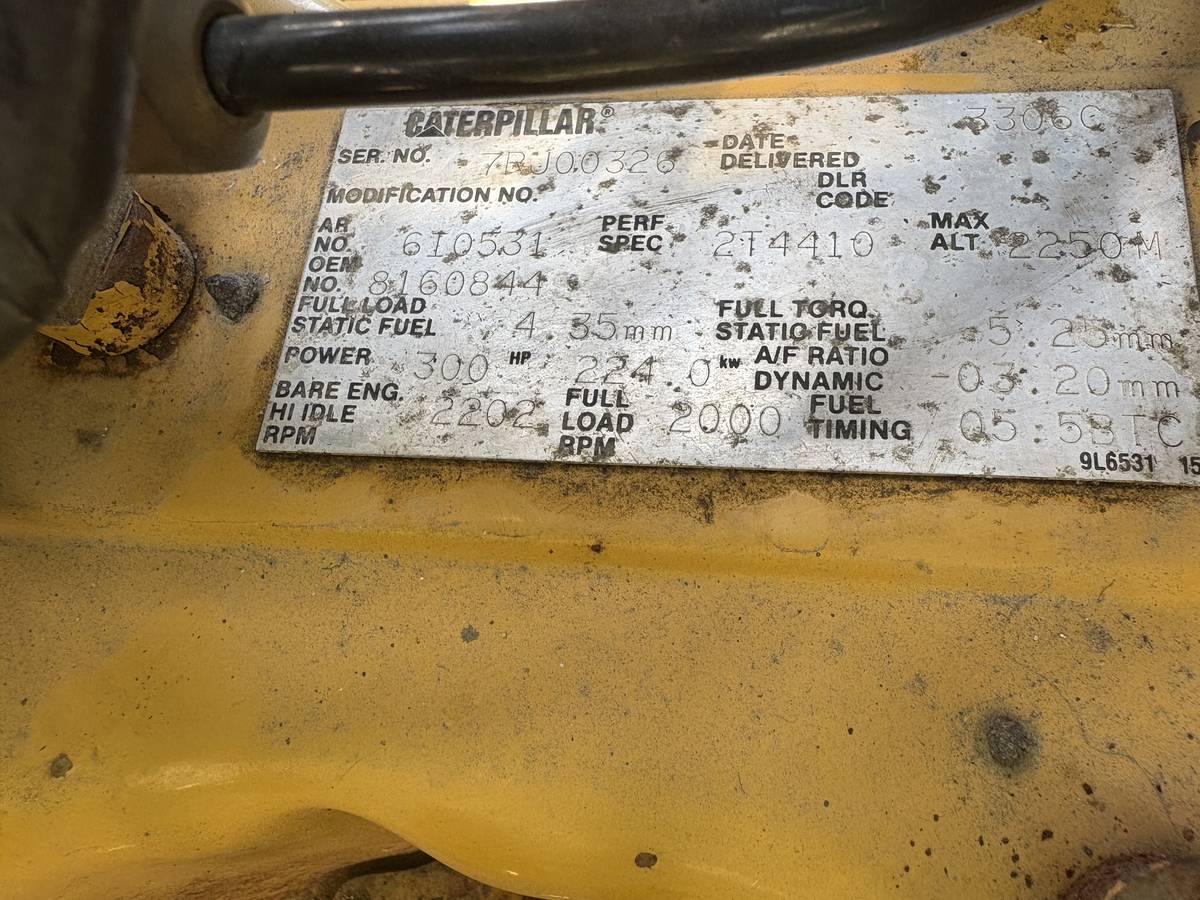 CATERPILLAR® 3306C
SER. NO. 7RJ00326 DATE DELIVERED
MODIFICATION NO. DLR CODE
AR NO. 6I0531 PERF SPEC 2T4410 MAX ALT 2250M
OEM NO. 8160844
FULL LOAD STATIC FUEL 4.35mm FULL TORQ STATIC FUEL 5.25mm
POWER 300 HP 224.0 kw A/F RATIO DYNAMIC -03.20mm
BARE ENG. HI IDLE RPM 2202 FULL LOAD RPM 2000 FUEL TIMING 05.5BTC
9L6531 15